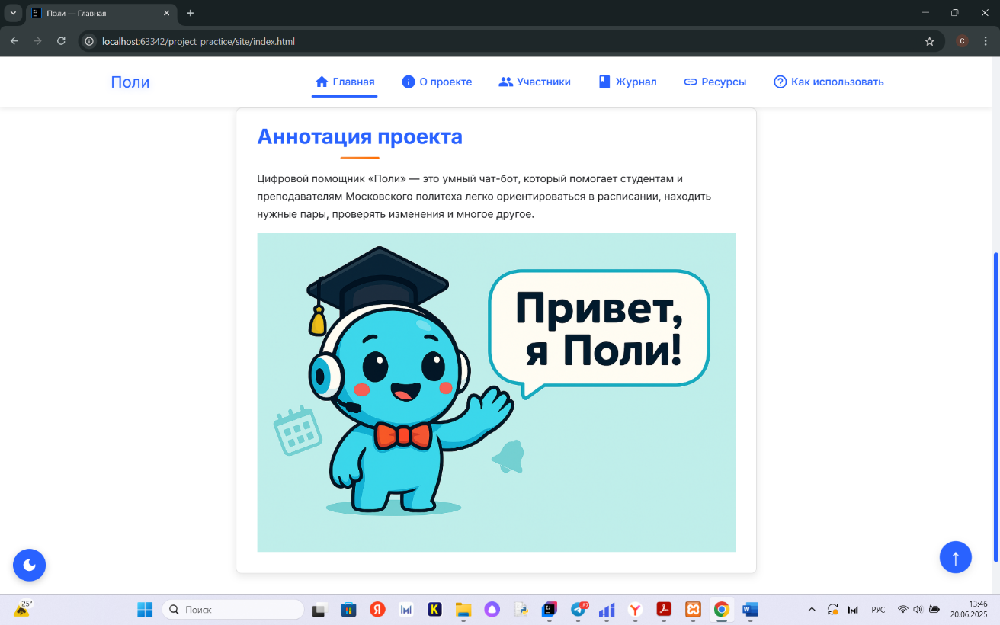 Поли — Главная
localhost:63342/project_practice/site/index.html
C
Поли
Главная
О проекте
Участники
Журнал
Ресурсы
Как использовать
Аннотация проекта
Цифровой помощник «Поли» — это умный чат-бот, который помогает студентам и
преподавателям Московского политеха легко ориентироваться в расписании, находить
нужные пары, проверять изменения и многое другое.
Привет,
я Поли!
25°
Поиск
87
РУС
13:46
20.06.2025